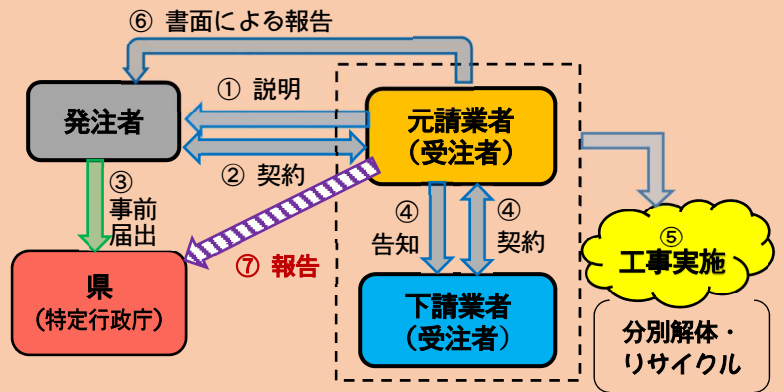 ⑥ 書面による報告
発注者
① 説明
② 契約
元請業者
(受注者)
③
事前
届出
④
告知
④
契約
⑦ 報告
県
(特定行政庁)
下請業者
(受注者)
⑤
工事実施
分別解体・
リサイクル